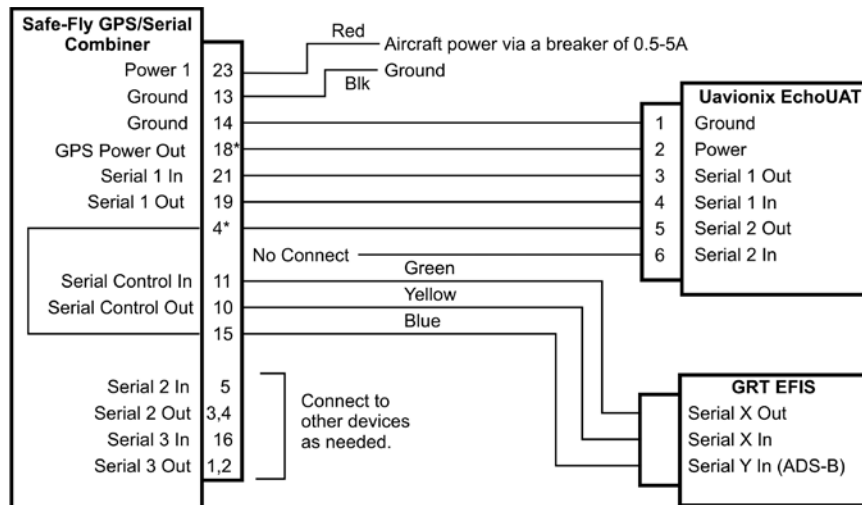 Safe-Fly GPS/Serial
Combiner
Power 1 23
Ground 13
Ground 14
GPS Power Out 18*
Serial 1 In 21
Serial 1 Out 19
4*
Serial Control In 11
Serial Control Out 10
15
Serial 2 In 5
Serial 2 Out 3,4
Serial 3 In 16
Serial 3 Out 1,2
Red
Aircraft power via a breaker of 0.5-5A
Blk
Ground
No Connect
Green
Yellow
Blue
Connect to
other devices
as needed.
Uavionix EchoUAT
1 Ground
2 Power
3 Serial 1 Out
4 Serial 1 In
5 Serial 2 Out
6 Serial 2 In
GRT EFIS
Serial X Out
Serial X In
Serial Y In (ADS-B)